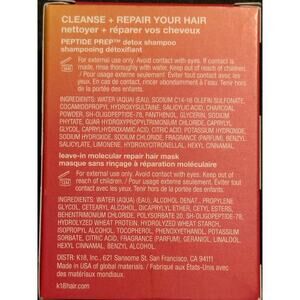 CLEANSE + REPAIR YOUR HAIR
nettoyer + réparer vos cheveux
PEPTIDE PREP™ detox shampoo
shampooing détoxifiant
For external use only. Avoid contact with eyes. If contact is
made, rinse thoroughly with water. Keep out of reach of
children. / Pour usage externe seulement. Éviter
tout contact avec les yeux.
En cas de contact, rincer abondamment
à l'eau. Tenir hors de la portée des enfants.
INGREDIENTS: WATER (AQUA/ EAU), SODIUM C14-16 OLEFIN SULFONATE,
COCAMIDOPROPYL HYDROXYSULTAINE, SALICYLIC ACID, CHARCOAL
POWDER, SH-OLIGOPEPTIDE-78, PANTHENOL, GLYCERIN, SODIUM
PHYTATE, GUAR HYDROXYPROPYLTRIMONIUM CHLORIDE,
CITRIC ACID, POTASSIUM HYDROXIDE,
SODIUM HYDROXIDE, SODIUM CHLORIDE, FRAGRANCE (PARFUM), BENZYL
SALICYLATE, LIMONENE, HEXYL CINNAMAL, BENZYL ALCOHOL.
leave-in molecular repair hair mask
masque sans rinçage à réparation moléculaire
For external use only. Avoid contact with eyes. Keep out of
reach of children. / Pour usage externe seulement. Éviter
tout contact avec les yeux.
Tenir hors de la portée des enfants.
INGREDIENTS: WATER (AQUA/ EAU), ALCOHOL DENAT., PROPYLENE
GLYCOL, CETEARYL ALCOHOL, DICAPRYLYL ETHER, CETYL ESTERS,
BEHENTRIMONIUM CHLORIDE, POLYSORBATE 20, SH-OLIGOPEPTIDE-78,
HYDROLYZED WHEAT PROTEIN, HYDROLYZED WHEAT STARCH,
ISOPROPYL ALCOHOL, TOCOPHEROL, PHENOXYETHANOL, POTASSIUM
SORBATE, CITRIC ACID, FRAGRANCE (PARFUM), GERANIOL, LINALOOL,
HEXYL CINNAMAL, BENZYL ALCOHOL.
DISTR: K18 Inc., 621 Sansome St. San Francisco, CA 94111
Made in USA of global materials. / Fabriqué aux États-Unis avec
des matériaux mondiaux.
k18hair.com